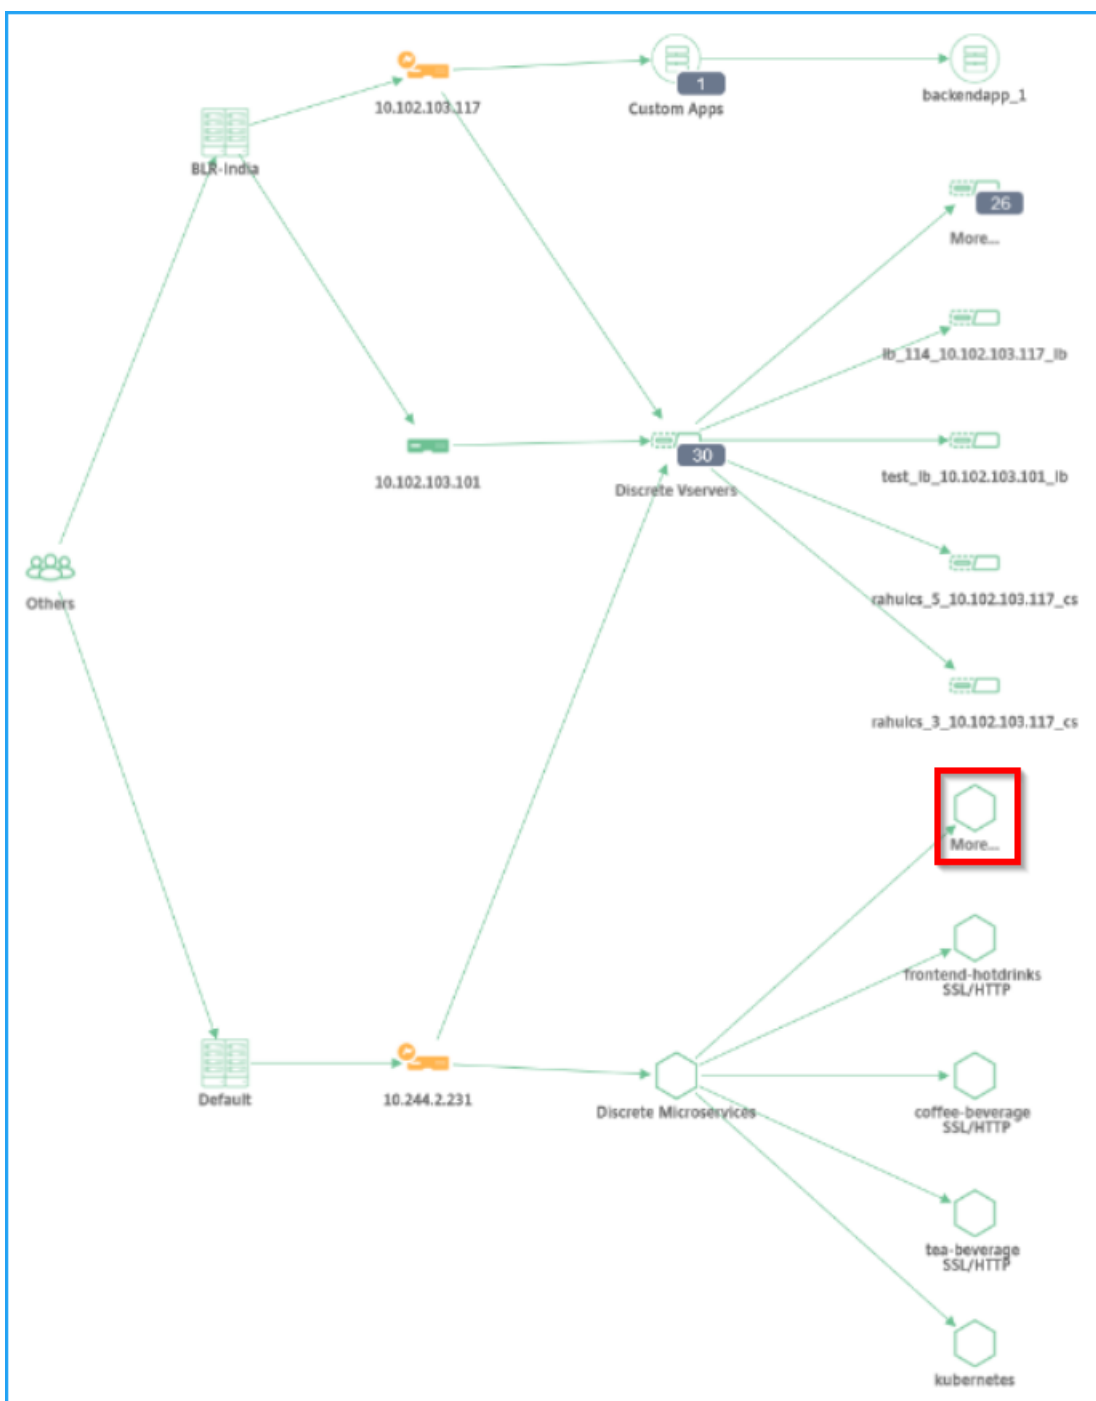 10.102.103.117
1
Custom Apps
backendapp_1
BLR-India
26
More...
lb_114_10.102.103.117_lb
10.102.103.101
30
Discrete Vservers
test_lb_10.102.103.101_lb
Others
rahulcs_5_10.102.103.117_cs
rahulcs_3_10.102.103.117_cs
More...
frontend-hotdrinks
SSL/HTTP
Default
10.244.2.231
Discrete Microservices
coffee-beverage
SSL/HTTP
tea-beverage
SSL/HTTP
kubernetes